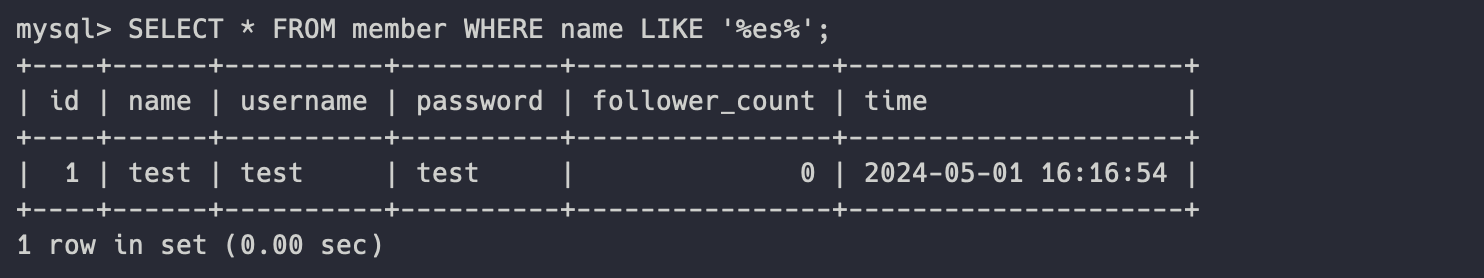 mysql> SELECT * FROM member WHERE name LIKE '%es%';
+----+------+----------+----------+----------------+---------------------+
| id | name | username | password | follower_count | time                |
+----+------+----------+----------+----------------+---------------------+
|  1 | test | test     | test     |              0 | 2024-05-01 16:16:54 |
+----+------+----------+----------+----------------+---------------------+
1 row in set (0.00 sec)